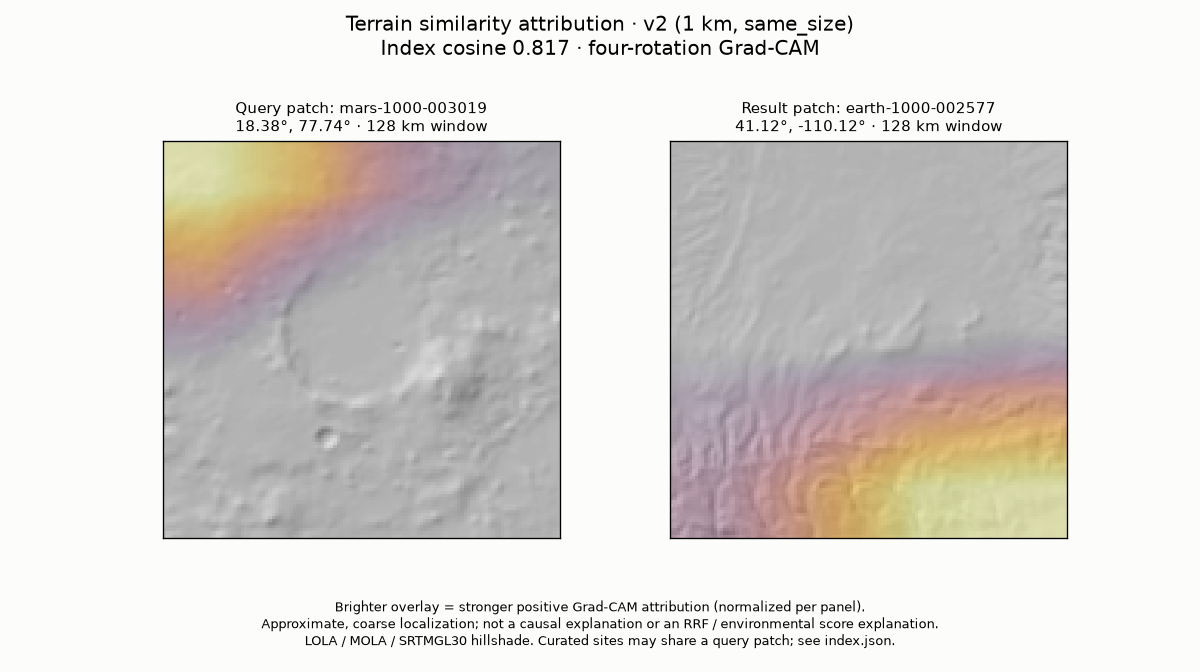 Terrain similarity attribution · v2 (1 km, same_size)
Index cosine 0.817 · four-rotation Grad-CAM
Query patch: mars-1000-003019
18.38°, 77.74° · 128 km window
Result patch: earth-1000-002577
41.12°, -110.12° · 128 km window
Brighter overlay = stronger positive Grad-CAM attribution (normalized per panel).
Approximate, coarse localization; not a causal explanation or an RRF / environmental score explanation.
LOLA / MOLA / SRTMGL30 hillshade. Curated sites may share a query patch; see index.json.